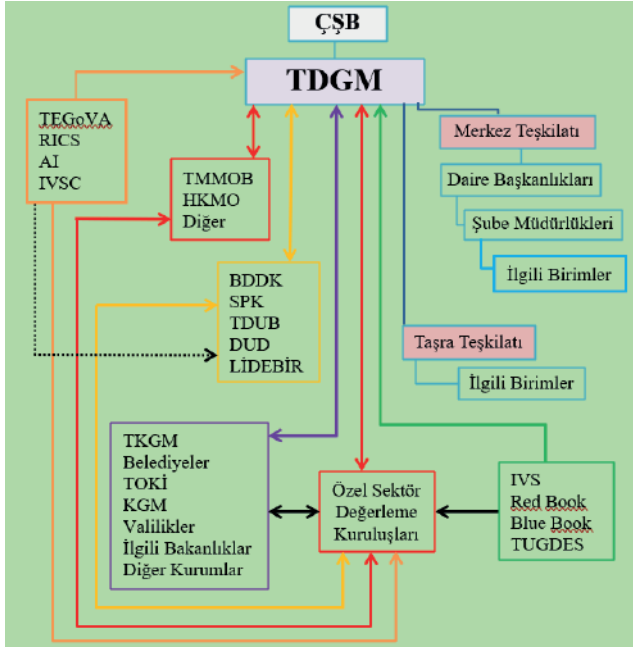 ÇŞB
TDGM
TEGoVA
RICS
AI
IVSC
TMMOB
HKMO
Diğer
Merkez Teşkilatı
Daire Başkanlıkları
Şube Müdürlükleri
İlgili Birimler
BDDK
SPK
TDUB
DUD
LİDEBİR
Taşra Teşkilatı
İlgili Birimler
TKGM
Belediyeler
TOKİ
KGM
Valilikler
İlgili Bakanlıklar
Diğer Kurumlar
Özel Sektör
Değerleme
Kuruluşları
IVS
Red Book
Blue Book
TUGDES